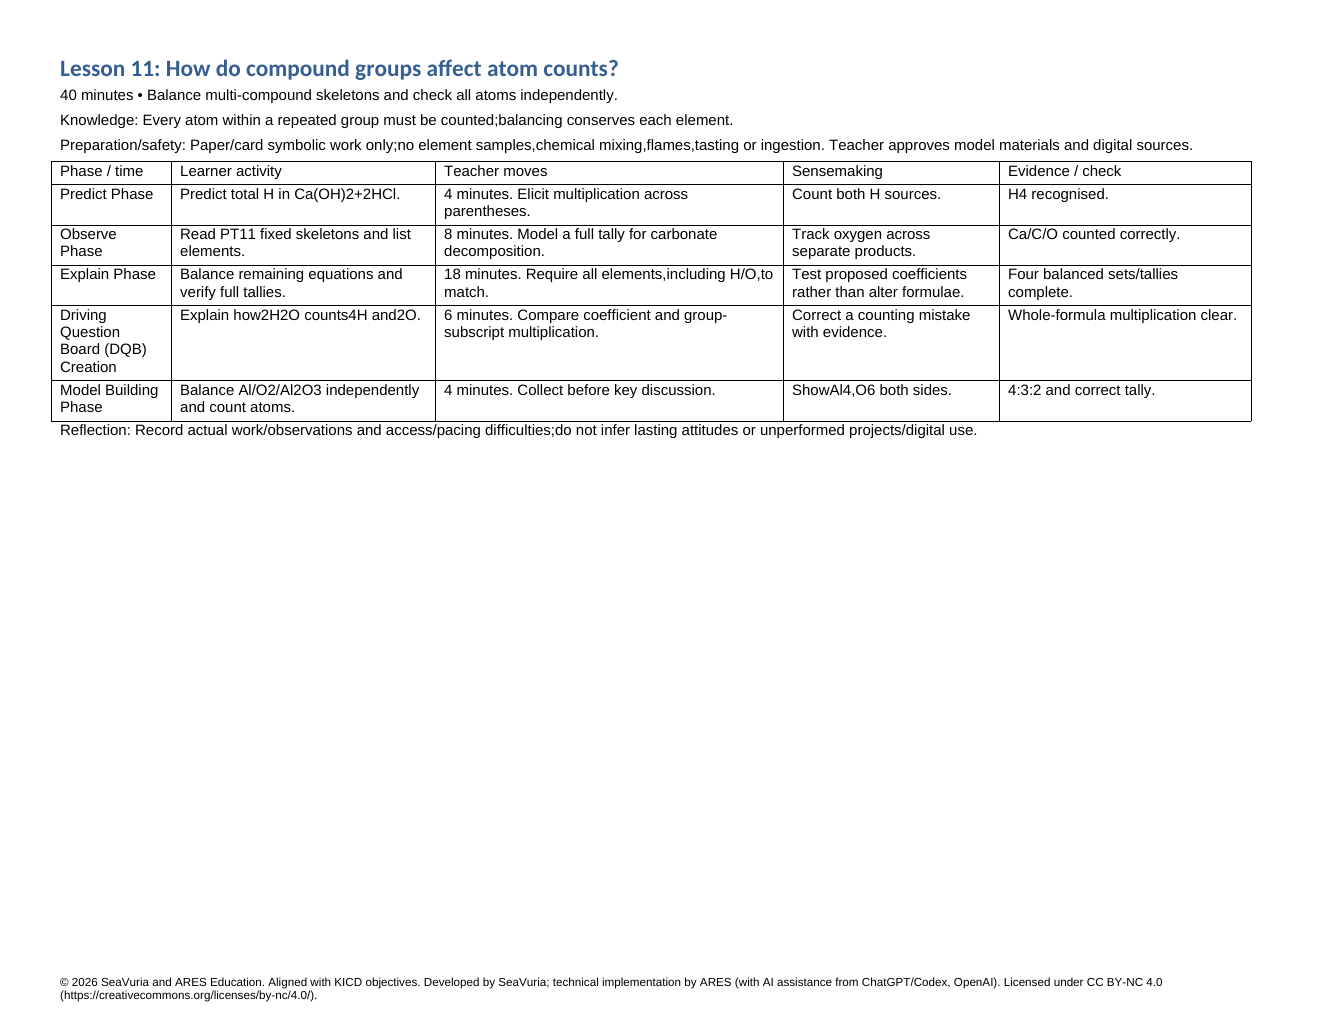 Lesson 11: How do compound groups affect atom counts?
40 minutes • Balance multi-compound skeletons and check all atoms independently.
Knowledge: Every atom within a repeated group must be counted;balancing conserves each element.
Preparation/safety: Paper/card symbolic work only;no element samples,chemical mixing,flames,tasting or ingestion. Teacher approves model materials and digital sources.
Phase / time
Learner activity
Teacher moves
Sensemaking
Evidence / check
Predict Phase
Predict total H in Ca(OH)2+2HCl.
4 minutes. Elicit multiplication across
parentheses.
Count both H sources.
H4 recognised.
Observe
Phase
Read PT11 fixed skeletons and list
elements.
8 minutes. Model a full tally for carbonate
decomposition.
Track oxygen across
separate products.
Ca/C/O counted correctly.
Explain Phase
Balance remaining equations and
verify full tallies.
18 minutes. Require all elements,including H/O,to
match.
Test proposed coefficients
rather than alter formulae.
Four balanced sets/tallies
complete.
Driving
Question
Board (DQB)
Creation
Explain how2H2O counts4H and2O.
6 minutes. Compare coefficient and group-
subscript multiplication.
Correct a counting mistake
with evidence.
Whole-formula multiplication clear.
Model Building
Phase
Balance Al/O2/Al2O3 independently
and count atoms.
4 minutes. Collect before key discussion.
ShowAl4,O6 both sides.
4:3:2 and correct tally.
Reflection: Record actual work/observations and access/pacing difficulties;do not infer lasting attitudes or unperformed projects/digital use.
© 2026 SeaVuria and ARES Education. Aligned with KICD objectives. Developed by SeaVuria; technical implementation by ARES (with AI assistance from ChatGPT/Codex, OpenAI). Licensed under CC BY-NC 4.0
(https://creativecommons.org/licenses/by-nc/4.0/).